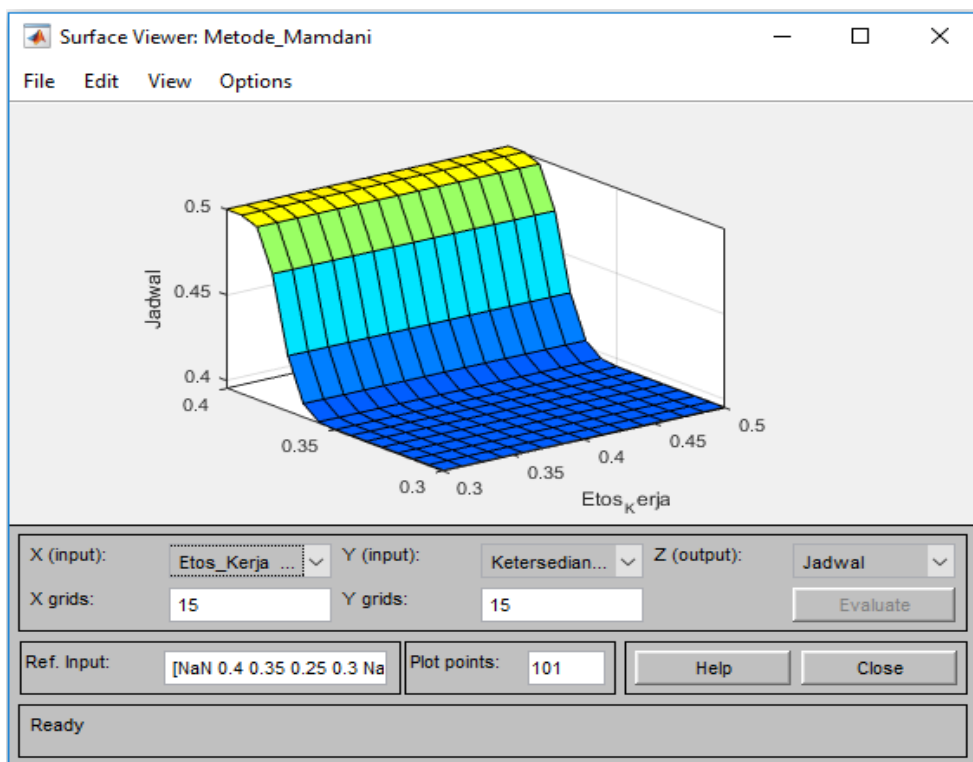 Surface Viewer: Metode_Mamdani
File Edit View Options
0.5
0.45
0.4
Jadwal
0.4
0.35
0.3
0.3
0.35
0.4
0.45
0.5
Etos_Kerja
X (input):
Etos_Kerja ...
Y (input):
Ketersedian...
Z (output):
Jadwal
X grids:
15
Y grids:
15
Evaluate
Ref. Input:
[NaN 0.4 0.35 0.25 0.3 Na
Plot points:
101
Help
Close
Ready